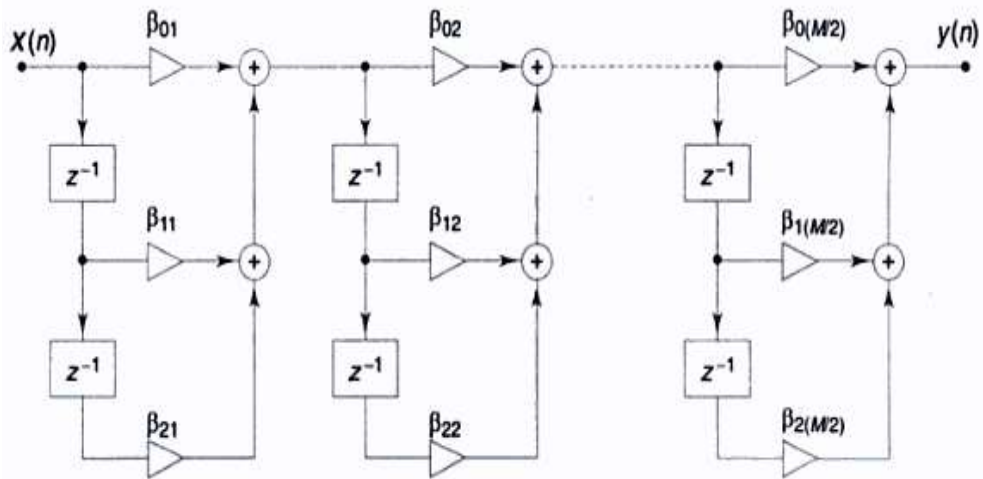 X(n) β01 β02 β0(M/2) y(n)
+ + +
z−1 z−1 z−1
β11 β12 β1(M/2)
+ + +
z−1 z−1 z−1
β21 β22 β2(M/2)